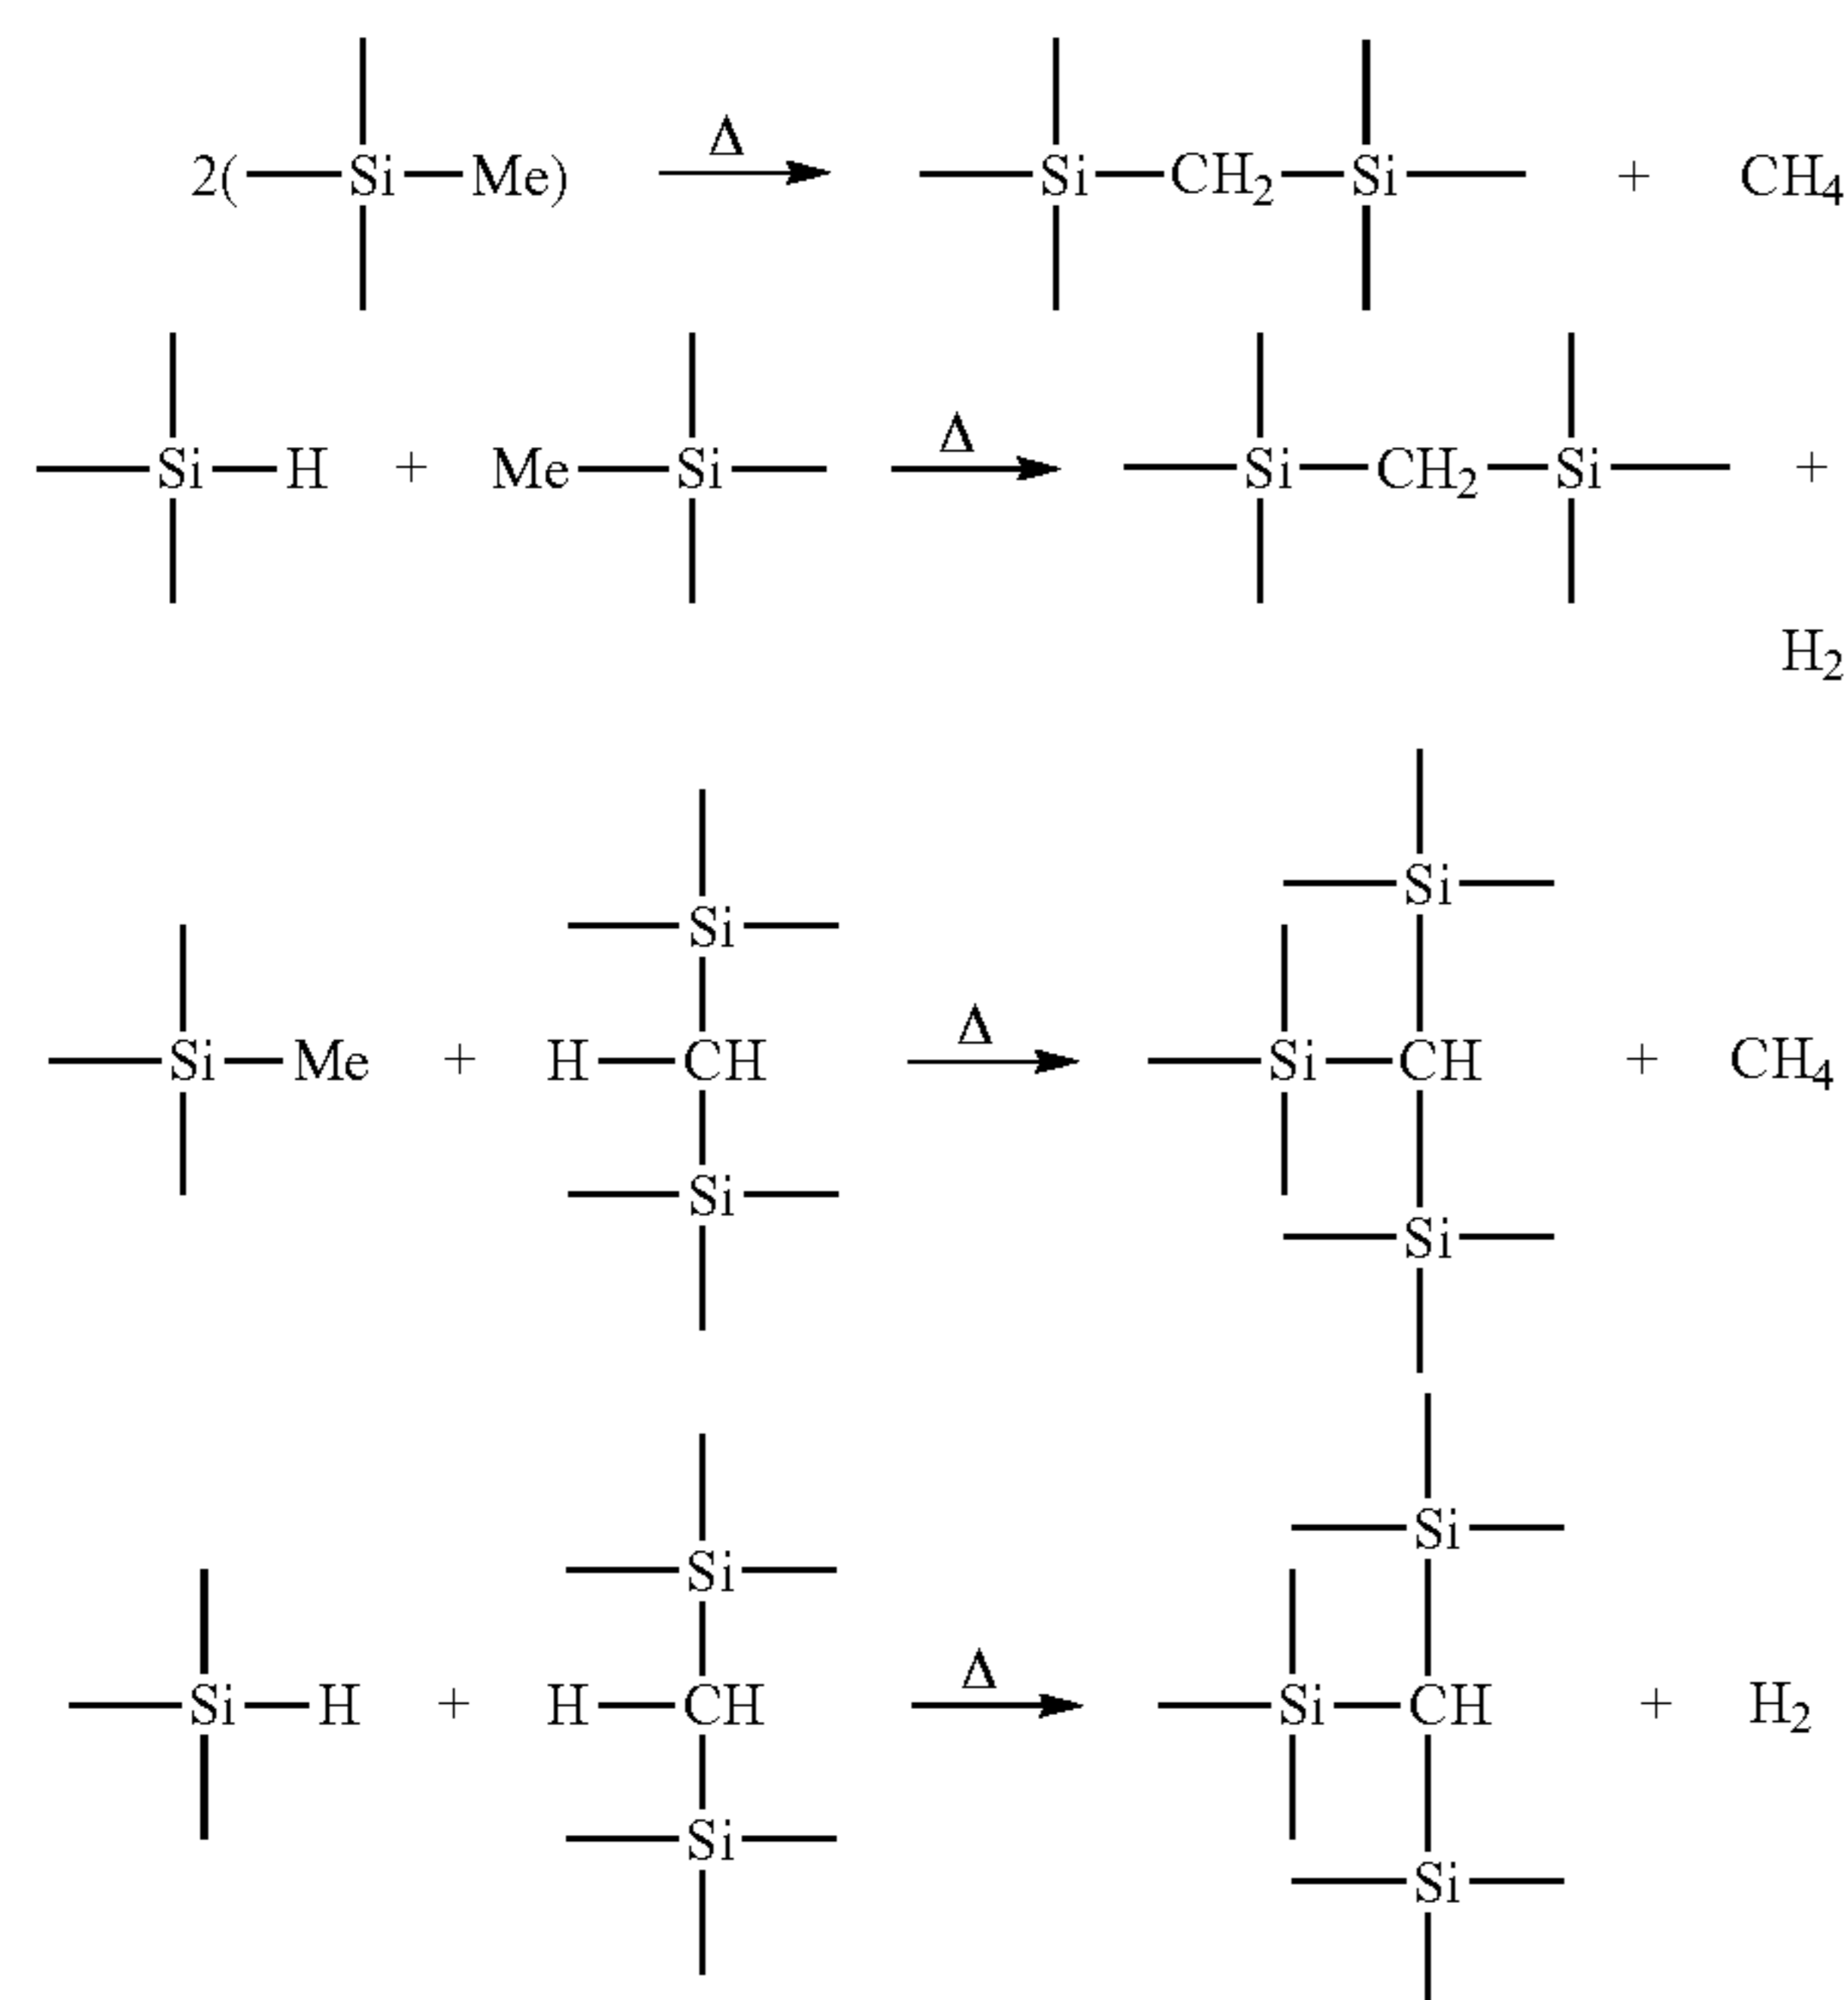 Δ
2( Si Me) Si CH₂ Si + CH₄
Δ
Si H + Me Si Si CH₂ Si +
H₂
Si
Si
Δ
Si Me + H CH Si CH + CH₄
Si
Si
Si
Si
Δ
Si H + H CH Si CH + H₂
Si
Si